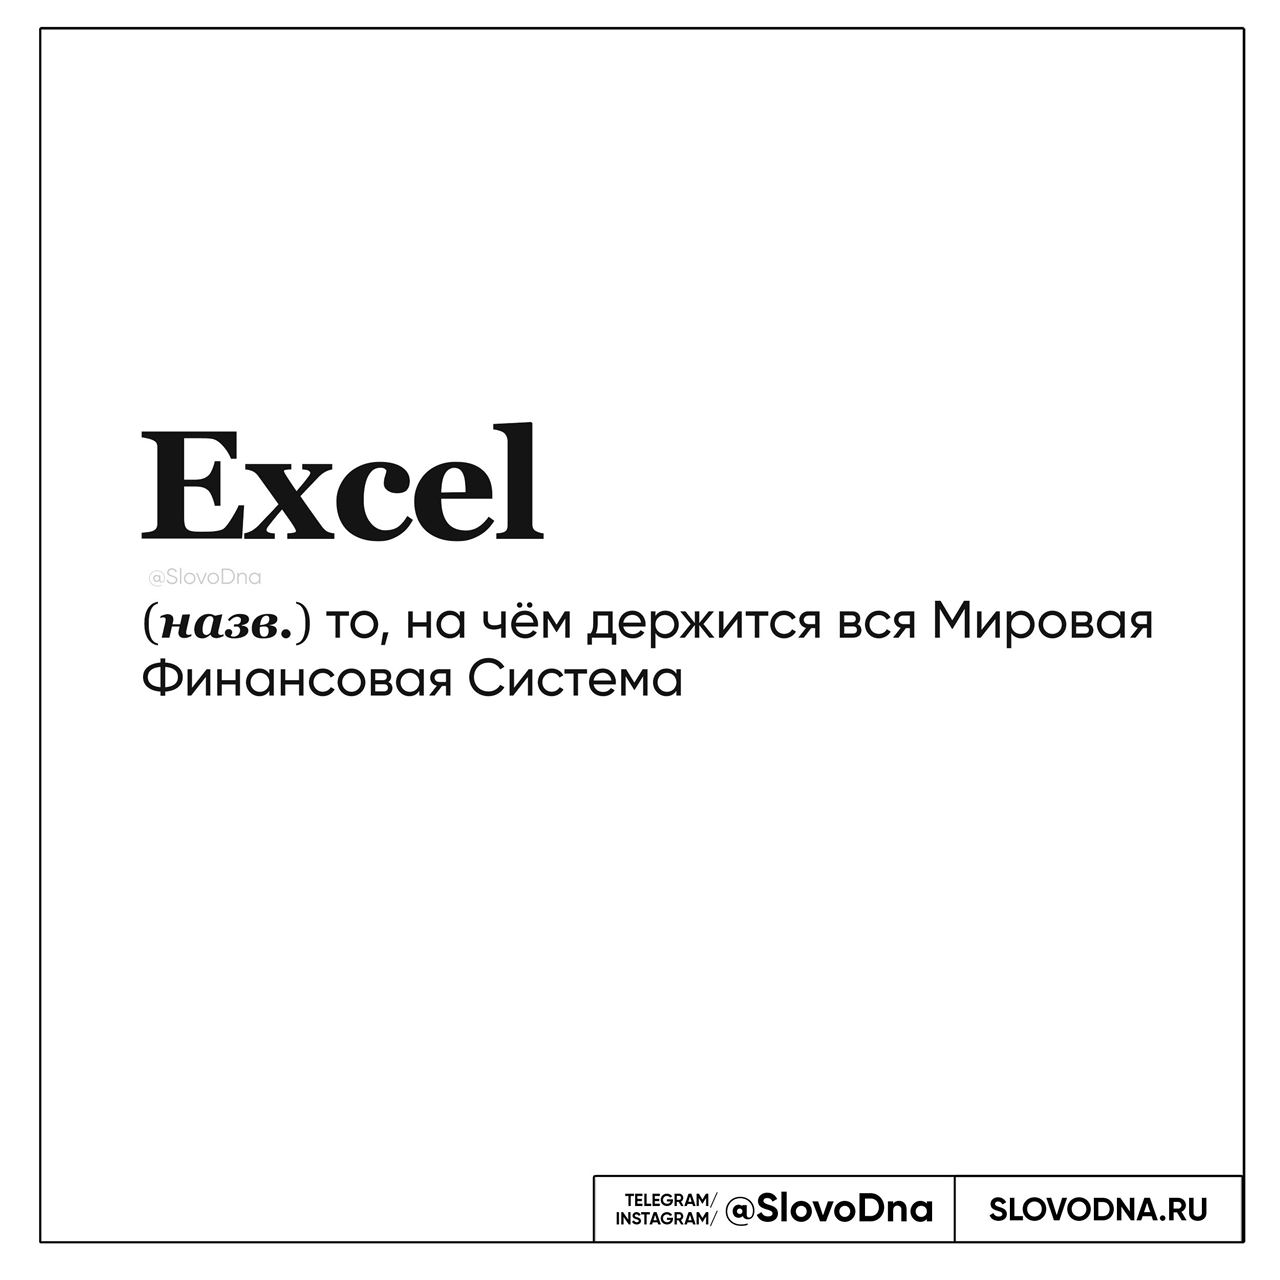 Excel
@SlovoDna
(назв.) то, на чём держится вся Мировая
Финансовая Система
TELEGRAM/
INSTAGRAM/
@SlovoDna
SLOVODNA.RU